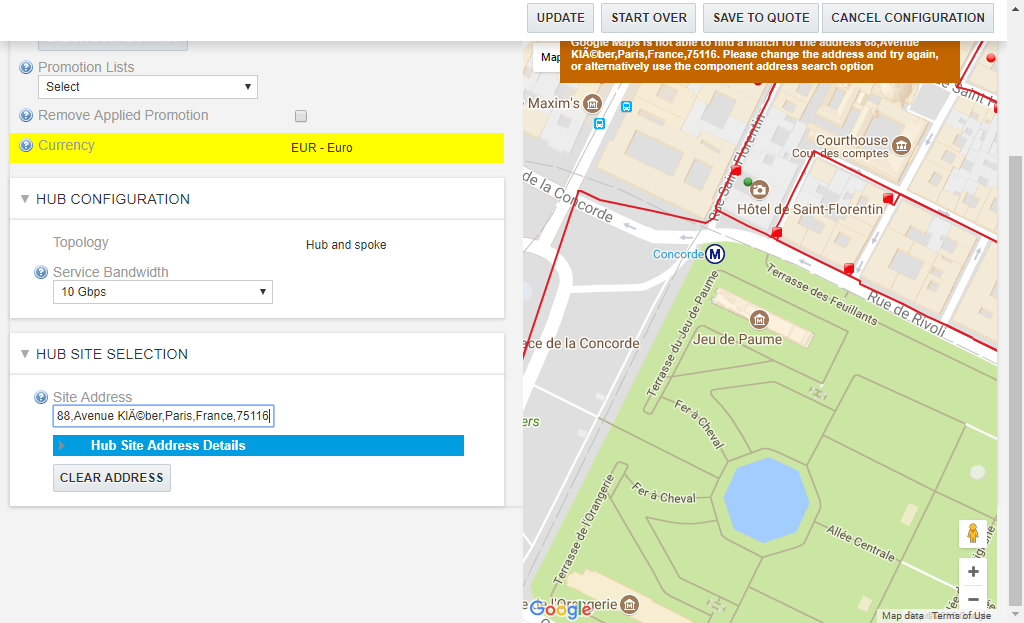 UPDATE
START OVER
SAVE TO QUOTE
CANCEL CONFIGURATION
Google Maps is not able to find a match for the address 88,Avenue
KlÃ©ber,Paris,France,75116. Please change the address and try again,
or alternatively use the component address search option
Promotion Lists
Select
Remove Applied Promotion
Currency
EUR - Euro
HUB CONFIGURATION
Topology
Hub and spoke
Service Bandwidth
10 Gbps
HUB SITE SELECTION
Site Address
88,Avenue KlÃ©ber,Paris,France,75116
Hub Site Address Details
CLEAR ADDRESS
Map
Maxim's
Courthouse
Cour des comptes
Rue Saint-Florentin
Hôtel de Saint-Florentin
de la Concorde
Concorde
M
Terrasse des Feuillants
Rue de Rivoli
Jeu de Paume
Terrasse du Jeu de Paume
de la Concorde
Fer à Cheval
Fer à Cheval
Terrasse de l'Orangerie
Allée Centrale
de l'Orangerie
Google
+
−
Map data
Terms of Use